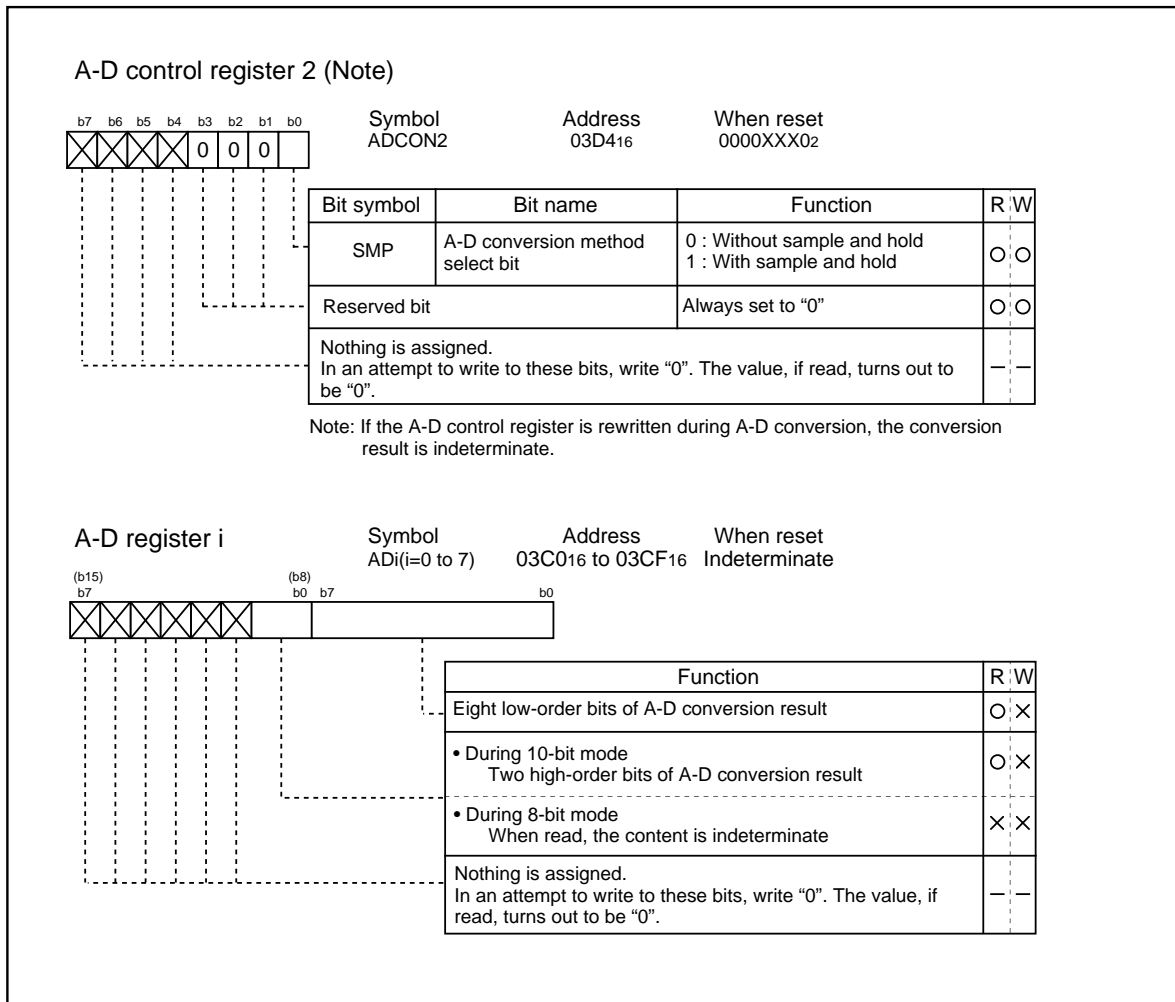 A-D control register 2 (Note)
b7 b6 b5 b4 b3 b2 b1 b0
Symbol Address When reset
ADCON2 03D416 0000XXX02
0 0 0
Bit symbol Bit name Function R W
SMP A-D conversion method select bit 0 : Without sample and hold
1 : With sample and hold
Reserved bit Always set to “0”
Nothing is assigned.
In an attempt to write to these bits, write “0”. The value, if read, turns out to
be “0”.
Note: If the A-D control register is rewritten during A-D conversion, the conversion
result is indeterminate.
A-D register i
Symbol Address When reset
ADi(i=0 to 7) 03C016 to 03CF16 Indeterminate
(b15) (b8)
b7 b0 b7 b0
Function R W
Eight low-order bits of A-D conversion result
• During 10-bit mode
Two high-order bits of A-D conversion result
• During 8-bit mode
When read, the content is indeterminate
Nothing is assigned.
In an attempt to write to these bits, write “0”. The value, if
read, turns out to be “0”.